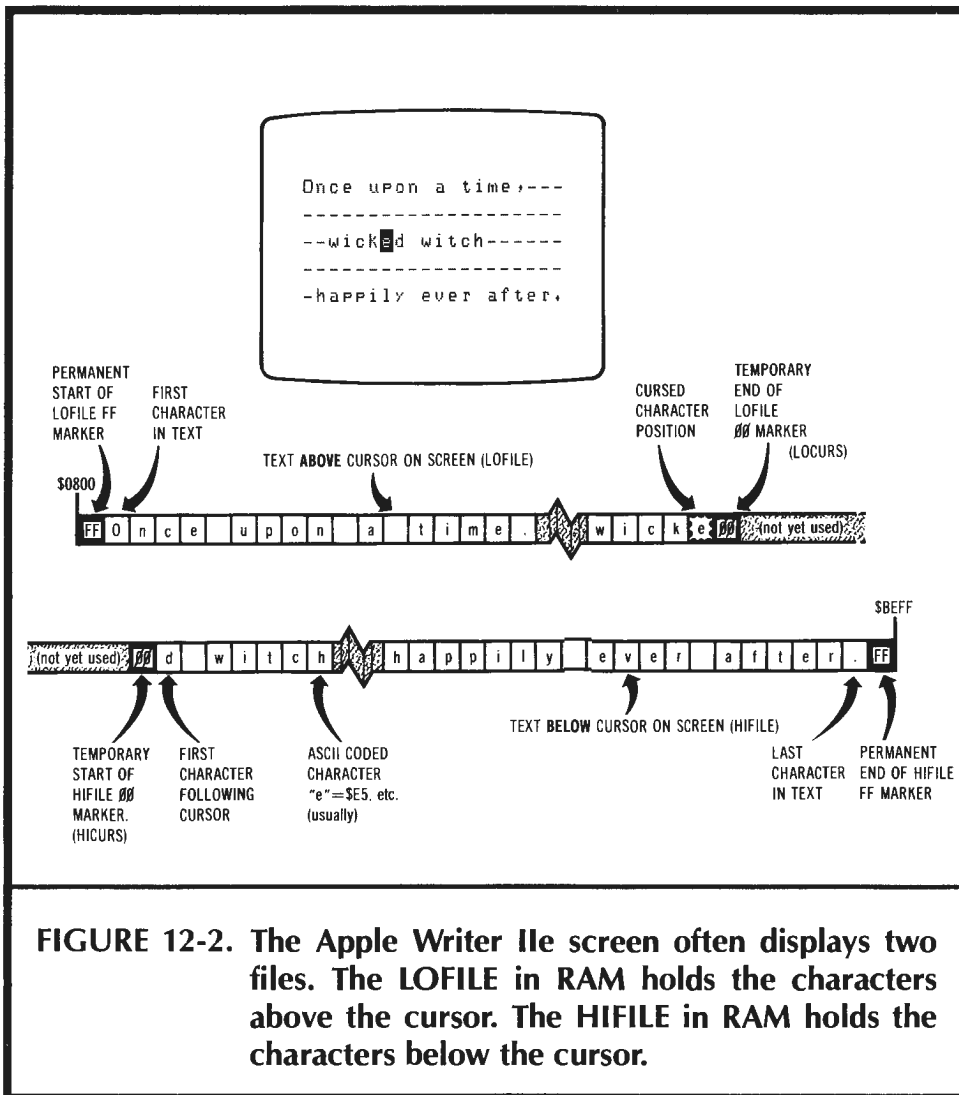 Once upon a time,---
--------------------
--wicked witch------
--------------------
-happily ever after.
PERMANENT
START OF
LOFILE FF
MARKER
FIRST
CHARACTER
IN TEXT
TEXT ABOVE CURSOR ON SCREEN (LOFILE)
CURSED
CHARACTER
POSITION
TEMPORARY
END OF
LOFILE
00 MARKER
(LOCURS)
$0800
FF O n c e u p o n a t i m e . w i c k e 00 (not yet used)
$BEFF
(not yet used) 00 d w i t c h h a p p i l y e v e r a f t e r . FF
TEMPORARY
START OF
HIFILE 00
MARKER.
(HICURS)
FIRST
CHARACTER
FOLLOWING
CURSOR
ASCII CODED
CHARACTER
"e"=$E5, etc.
(usually)
TEXT BELOW CURSOR ON SCREEN (HIFILE)
LAST
CHARACTER
IN TEXT
PERMANENT
END OF HIFILE
FF MARKER
FIGURE 12-2. The Apple Writer IIe screen often displays two
files. The LOFILE in RAM holds the characters
above the cursor. The HIFILE in RAM holds the
characters below the cursor.